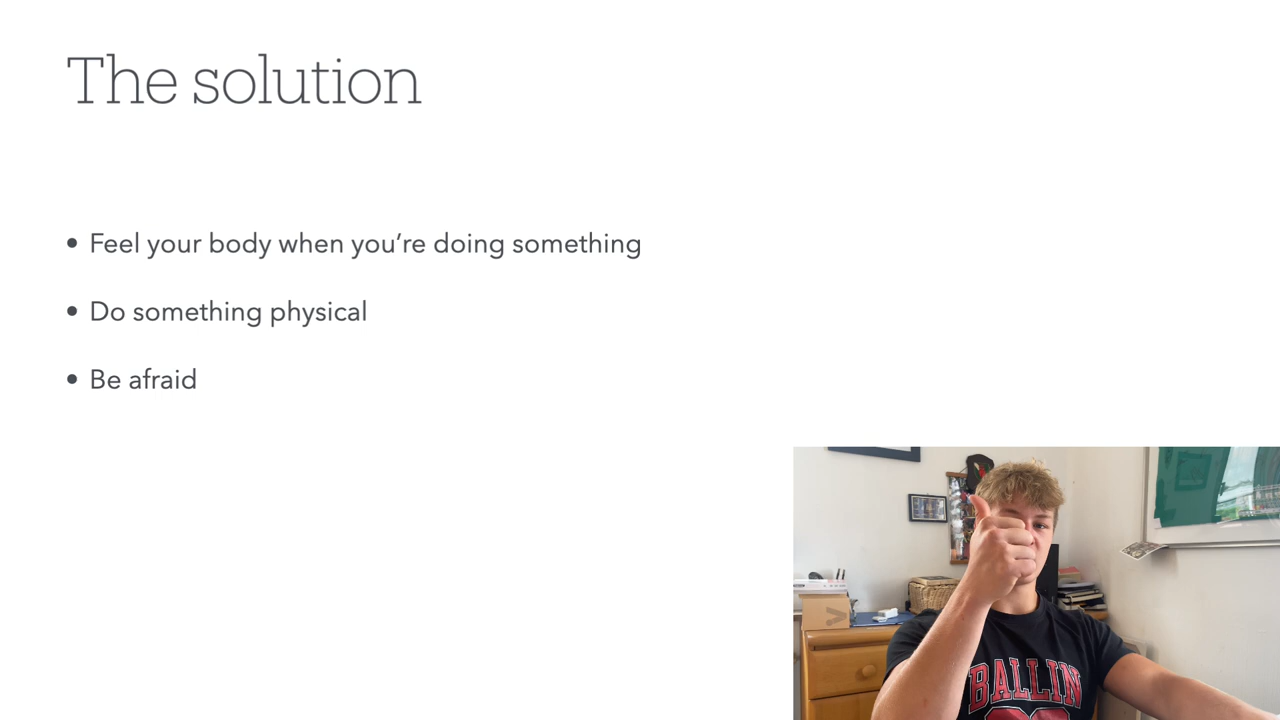 The solution
• Feel your body when you’re doing something
• Do something physical
• Be afraid
BALLIN